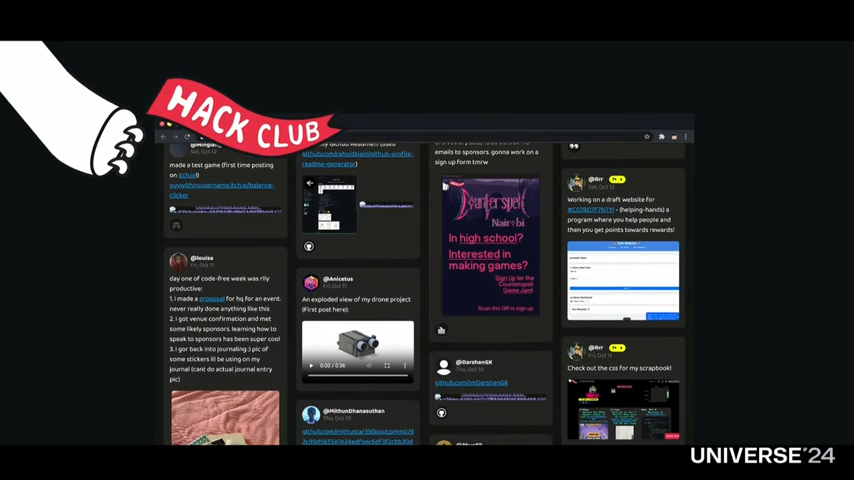 HACK CLUB
Sat, Oct 12
made a test game (first time posting
on itch.io)!
guywithnousername.itch.io/balance-
clicker
@louisa
Fri, Oct 11
day one of code-free week was rlly
productive:
1. i made a proposal for hq for an event,
never really done anything like this
2. i got venue confirmation and met
some likely sponsors. learning how to
speak to sponsors has been super cool
3. i gor back into journaling :) pic of
some stickers ill be using on my
journal (cant do actual journal entry
pic)
github.com/rahuldkjain/github-profile-
readme-generator)
@Anicetus
Fri, Oct 11
An exploded view of my drone project
(First post here):
0:00 / 0:36
@MithunDhanasuthan
Thu, Oct 10
emails to sponsors. gonna work on
a sign up form tmrw
Counterspell
Nairobi
In high school?
Interested in
making games?
Sign Up for the
Counterspell
Game Jam!
Scan this QR to sign up.
@DarshanGK
Thu, Oct 10
github.com/imDarshanGK
@Rrr
Sat, Oct 12
Working on a draft website for
(helping-hands) a
program where you help people and
then you get points towards rewards!
@Rrr
Fri, Oct 11
Check out the css for my scrapbook!
UNIVERSE'24